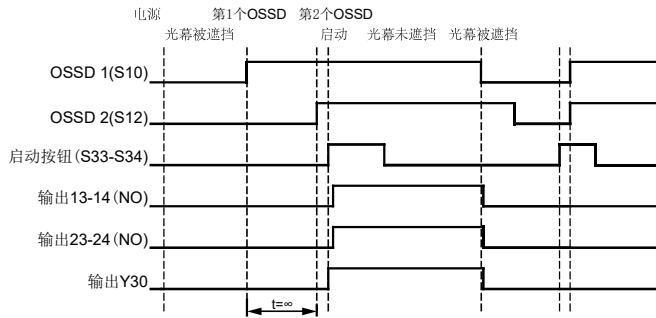 电源 第1个OSSD 第2个OSSD
光幕被遮挡 启动 光幕未遮挡 光幕被遮挡
OSSD 1(S10)
OSSD 2(S12)
启动按钮(S33-S34)
输出13-14(NO)
输出23-24(NO)
输出Y30
t=∞